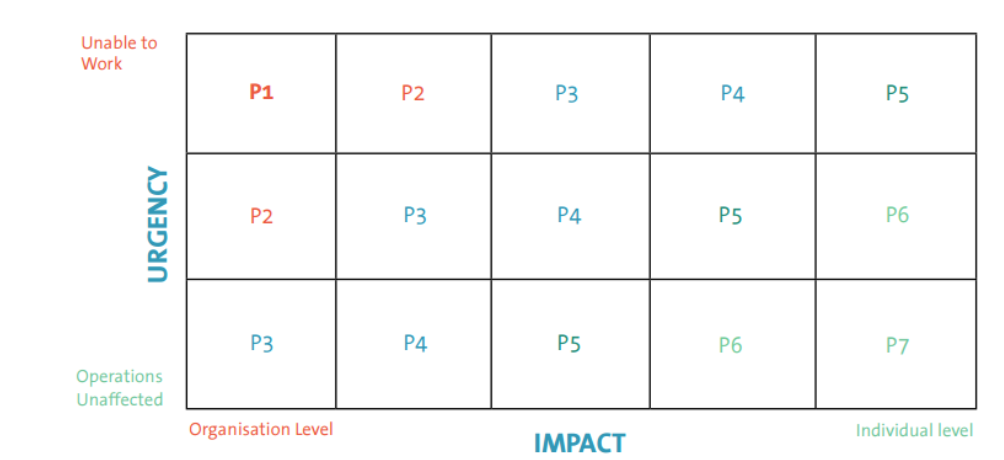 Unable to
Work
P1 P2 P3 P4 P5
URGENCY
P2 P3 P4 P5 P6
P3 P4 P5 P6 P7
Operations
Unaffected
Organisation Level
IMPACT
Individual level